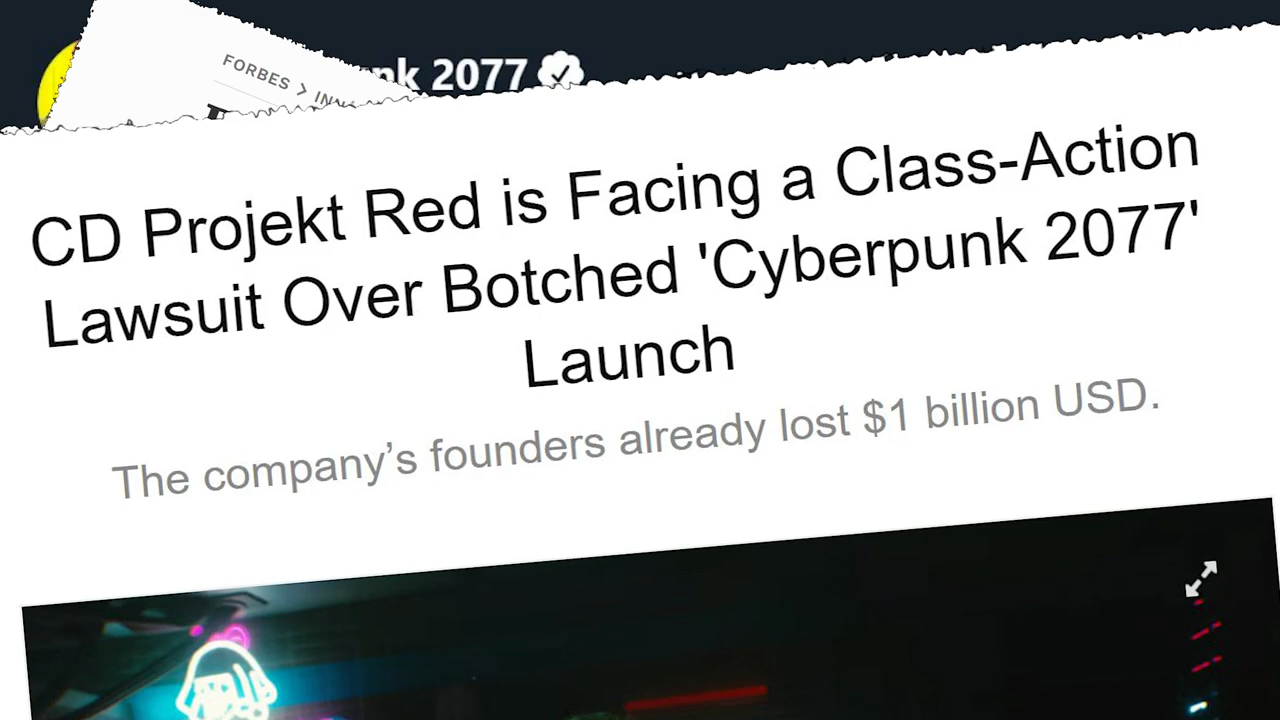 FORBES >
2077
CD Projekt Red is Facing a Class-Action
Lawsuit Over Botched 'Cyberpunk 2077'
Launch
The company’s founders already lost $1 billion USD.